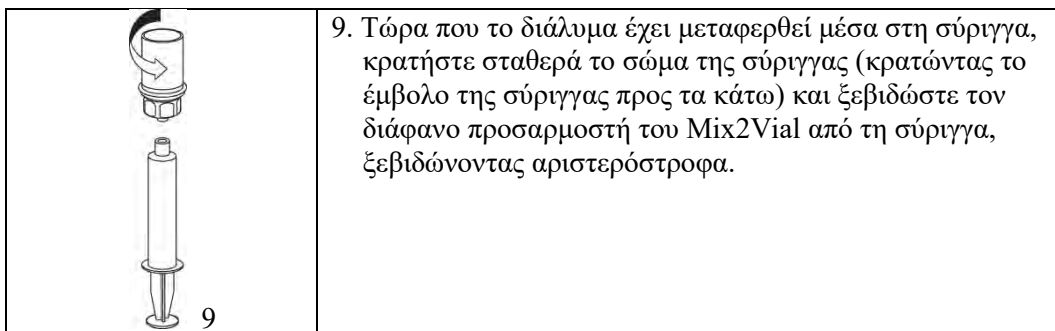 9. Τώρα που το διάλυμα έχει μεταφερθεί μέσα στη σύριγγα,
κρατήστε σταθερά το σώμα της σύριγγας (κρατώντας το
έμβολο της σύριγγας προς τα κάτω) και ξεβιδώστε τον
διάφανο προσαρμοστή του Mix2Vial από τη σύριγγα,
ξεβιδώνοντας αριστερόστροφα.
9